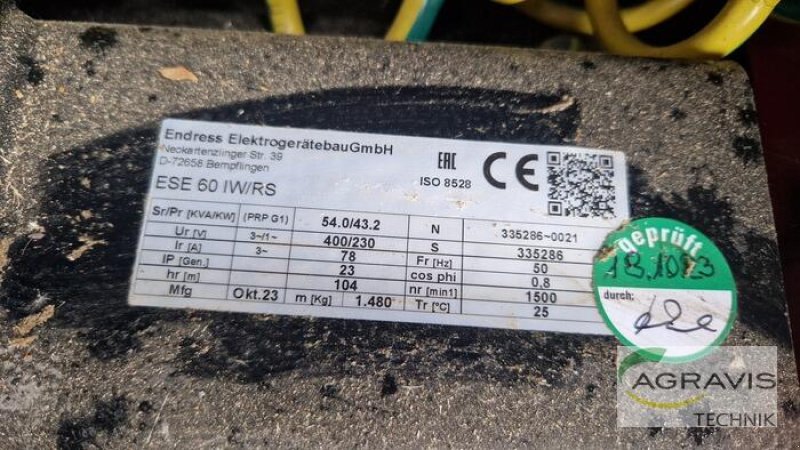 Endress ElektrogerätebauGmbH
Neckartenzlinger Str. 39
D-72658 Bempflingen
ESE 60 IW/RS
EAC
CE
ISO 8528
Sr/Pr [KVA/KW] (PRP G1) 54.0/43.2 N 335286~0021
Ur [V] 3~/1~ 400/230 S 335286
Ir [A] 3~ 78 Fr [Hz] 50
IP [Gen.] 23 cos phi 0,8
hr [m] 104 nr [min1] 1500
Mfg Okt.23 m [Kg] 1.480 Tr [°C] 25
geprüft
durch:
AGRAVIS
TECHNIK